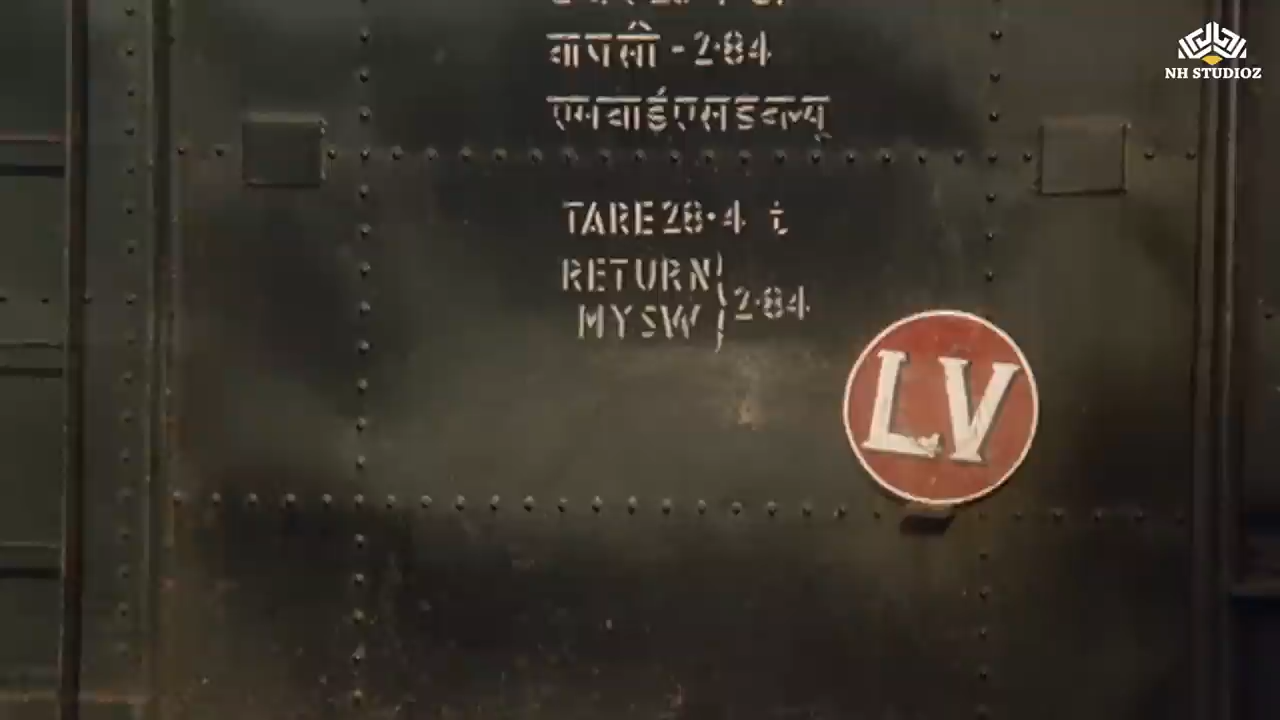 वापसी - 2·84
एमवाईएसडब्ल्यू
NH STUDIOZ
TARE 28·4 t
RETURN
MYSW
2·84
LV